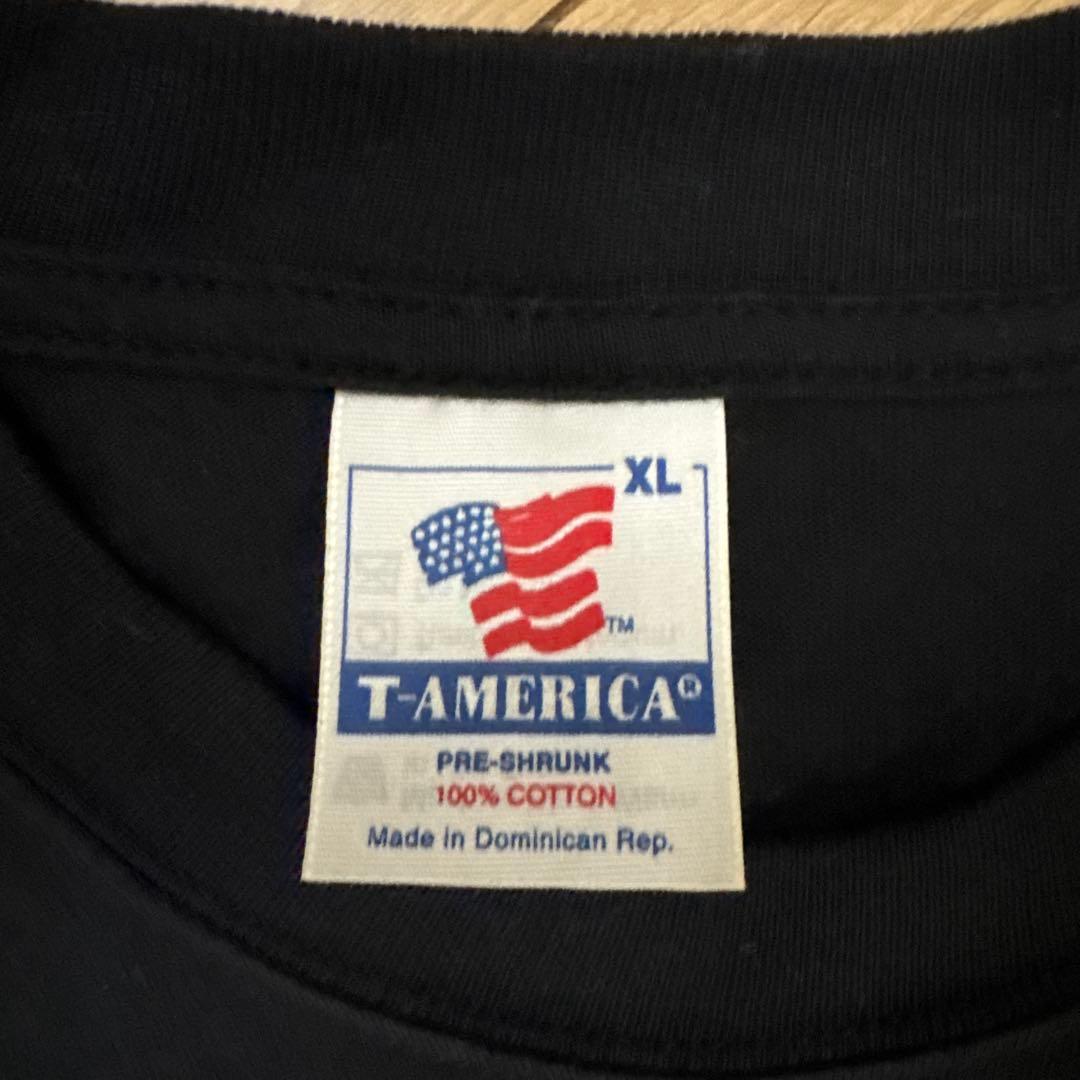 XL
TM
T-AMERICA®
PRE-SHRUNK
100% COTTON
Made in Dominican Rep.